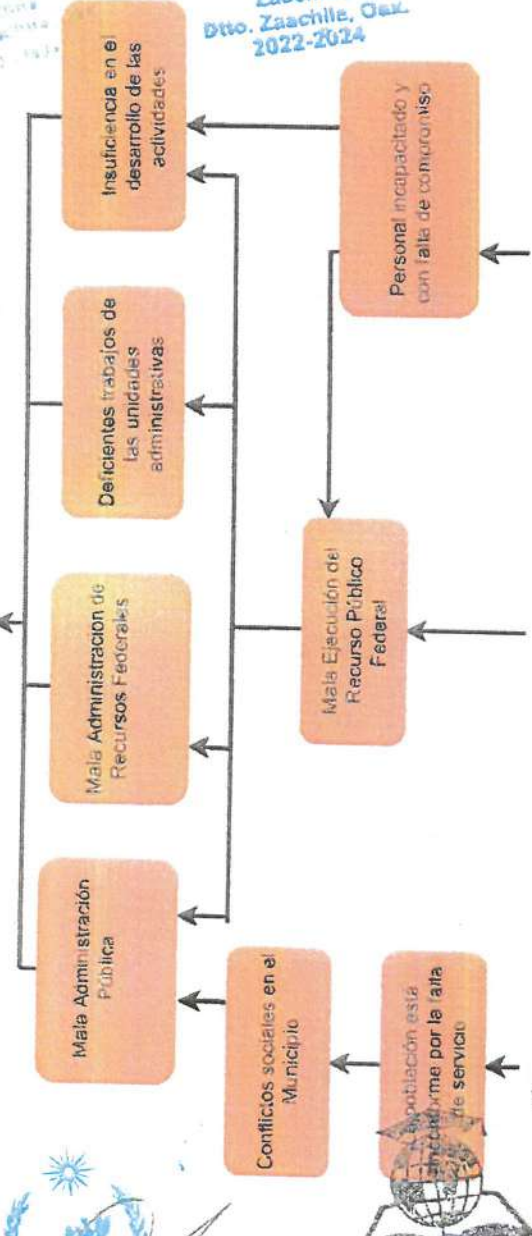 Dtto. Zaachila, Oax.
2022-2024
Mala Administración
Pública
Mala Administración de
Recursos Federales
Deficientes trabajos de
las unidades
administrativas
Insuficiencia en el
desarrollo de las
actividades
Conflictos sociales en el
Municipio
Mala Ejecución del
Recurso Público
Federal
Personal incapacitado y
con falta de compromiso
población está
inconforme por la falta
de servicio